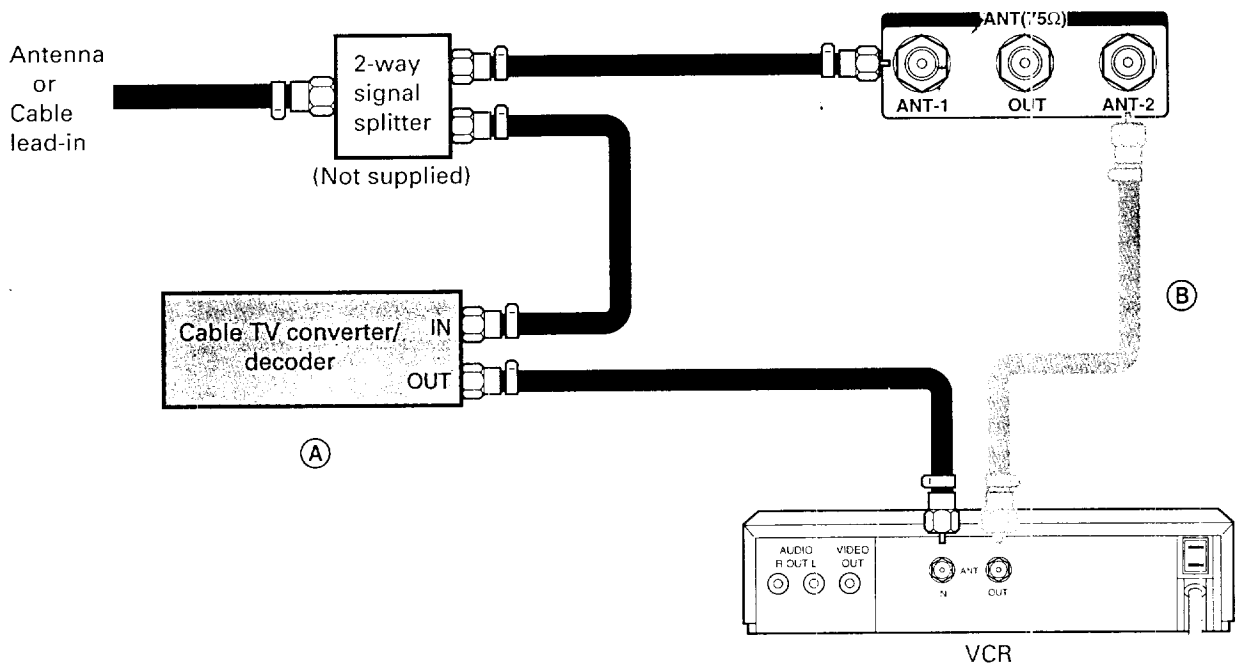 Antenna
or
Cable
lead-in
2-way
signal
splitter
(Not supplied)
ANT(75Ω)
ANT-1 OUT ANT-2
Cable TV converter/
decoder
IN
OUT
A
B
AUDIO VIDEO
R OUT L OUT
ANT
IN OUT
VCR